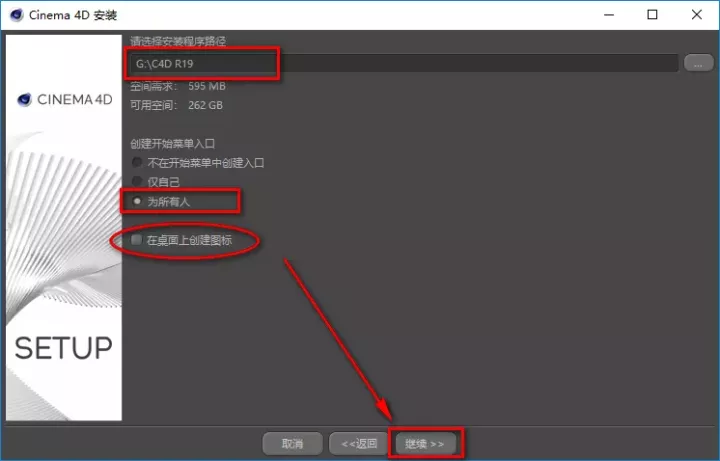 Cinema 4D 安装
请选择安装程序路径
G:\C4D R19
...
空间需求： 595 MB
可用空间： 262 GB
CINEMA 4D
创建开始菜单入口
不在开始菜单中创建入口
仅自己
为所有人
在桌面上创建图标
SETUP
取消
<<返回
继续 >>